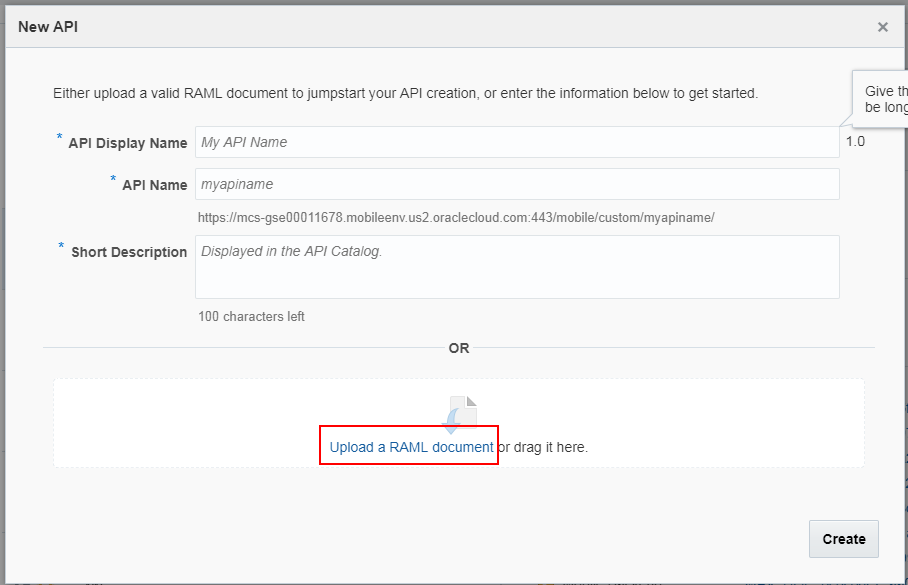 New API
×
Either upload a valid RAML document to jumpstart your API creation, or enter the information below to get started.
Give th
be long
* API Display Name My API Name 1.0
* API Name myapiname
https://mcs-gse00011678.mobileenv.us2.oraclecloud.com:443/mobile/custom/myapiname/
* Short Description Displayed in the API Catalog.
100 characters left
OR
Upload a RAML document or drag it here.
Create